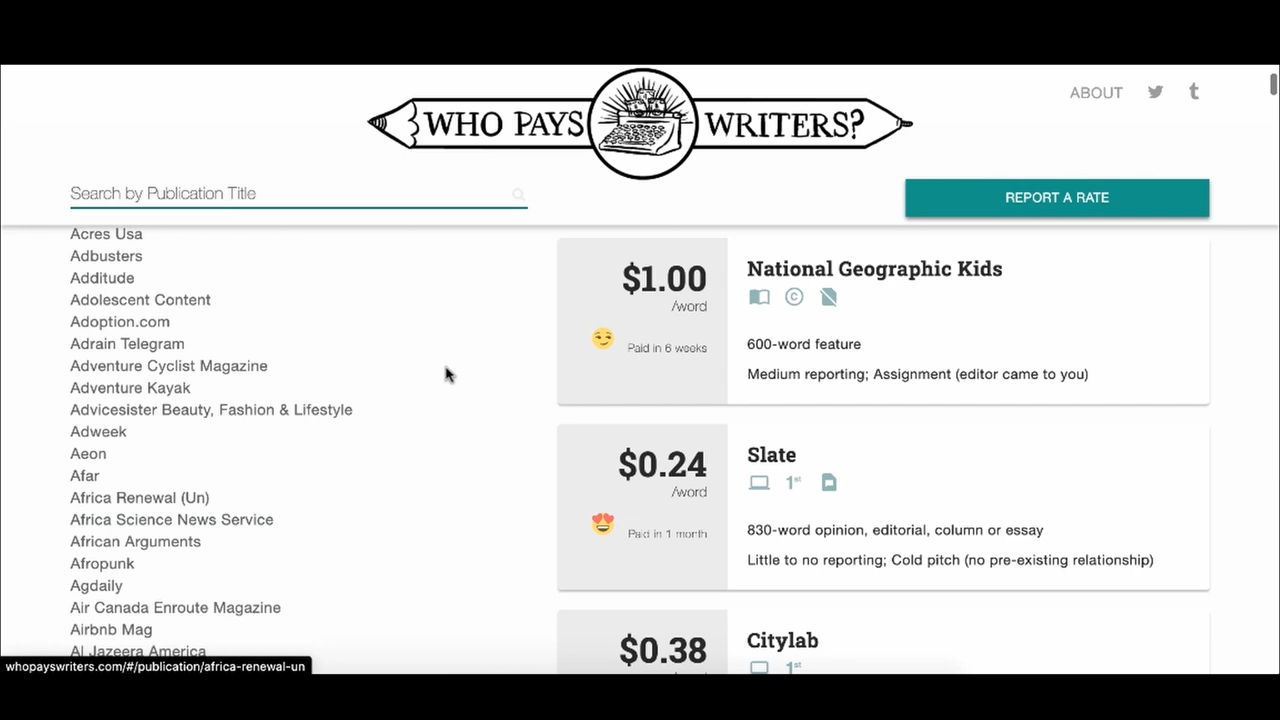 WHO PAYS WRITERS?
ABOUT
Search by Publication Title
REPORT A RATE
Acres Usa
Adbusters
Additude
Adolescent Content
Adoption.com
Adrain Telegram
Adventure Cyclist Magazine
Adventure Kayak
Advicesister Beauty, Fashion & Lifestyle
Adweek
Aeon
Afar
Africa Renewal (Un)
Africa Science News Service
African Arguments
Afropunk
Agdaily
Air Canada Enroute Magazine
Airbnb Mag
Al Jazeera America
whopayswriters.com/#/publication/africa-renewal-un
$1.00
/word
Paid in 6 weeks
National Geographic Kids
600-word feature
Medium reporting; Assignment (editor came to you)
$0.24
/word
Paid in 1 month
Slate
1st
830-word opinion, editorial, column or essay
Little to no reporting; Cold pitch (no pre-existing relationship)
$0.38
Citylab
1st